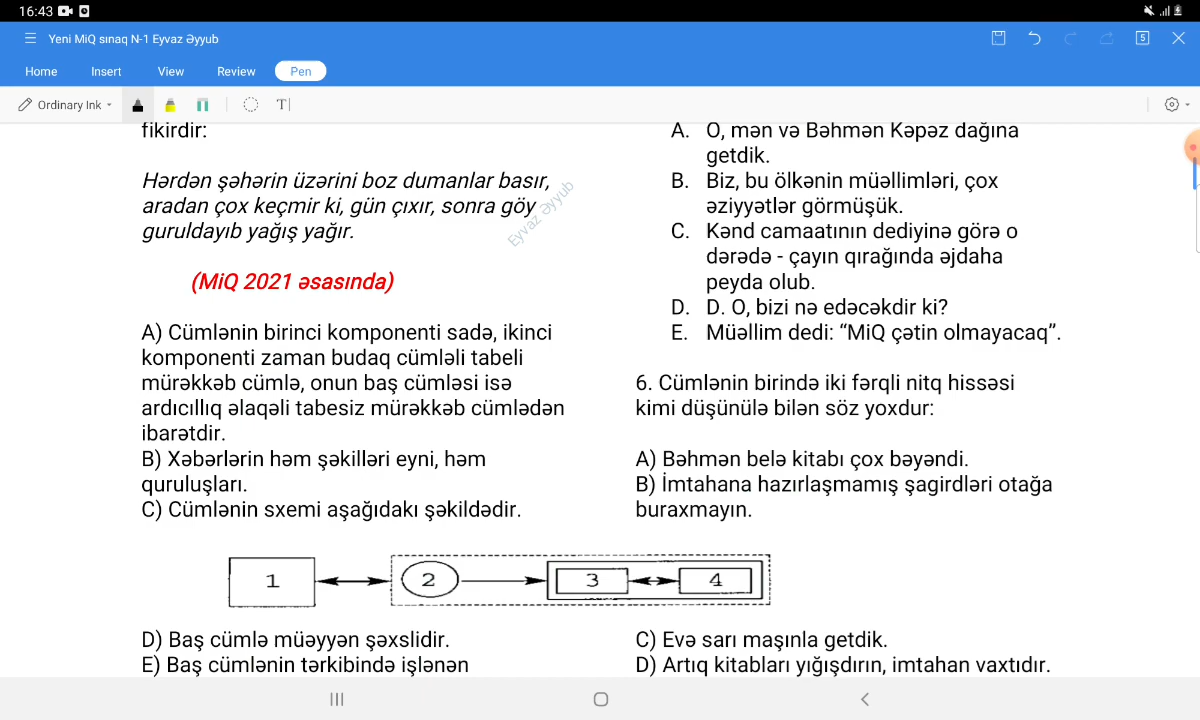 16:43
Yeni MiQ sınaq N-1 Eyvaz Əyyub
5
Home Insert View Review Pen
Ordinary Ink
T|
fikirdir:
Hərdən şəhərin üzərini boz dumanlar basır,
aradan çox keçmir ki, gün çıxır, sonra göy
guruldayıb yağış yağır.
Eyvaz Əyyub
(MiQ 2021 əsasında)
A) Cümlənin birinci komponenti sadə, ikinci
komponenti zaman budaq cümləli tabeli
mürəkkəb cümlə, onun baş cümləsi isə
ardıcıllıq əlaqəli tabesiz mürəkkəb cümlədən
ibarətdir.
B) Xəbərlərin həm şəkilləri eyni, həm
quruluşları.
C) Cümlənin sxemi aşağıdakı şəkildədir.
1 2 3 4
D) Baş cümlə müəyyən şəxslidir.
E) Baş cümlənin tərkibində işlənən
A. O, mən və Bəhmən Kəpəz dağına
getdik.
B. Biz, bu ölkənin müəllimləri, çox
əziyyətlər görmüşük.
C. Kənd camaatının dediyinə görə o
dərədə - çayın qırağında əjdaha
peyda olub.
D. D. O, bizi nə edəcəkdir ki?
E. Müəllim dedi: “MiQ çətin olmayacaq”.
6. Cümlənin birində iki fərqli nitq hissəsi
kimi düşünülə bilən söz yoxdur:
A) Bəhmən belə kitabı çox bəyəndi.
B) İmtahana hazırlaşmamış şagirdləri otağa
buraxmayın.
C) Evə sarı maşınla getdik.
D) Artıq kitabları yığışdırın, imtahan vaxtıdır.